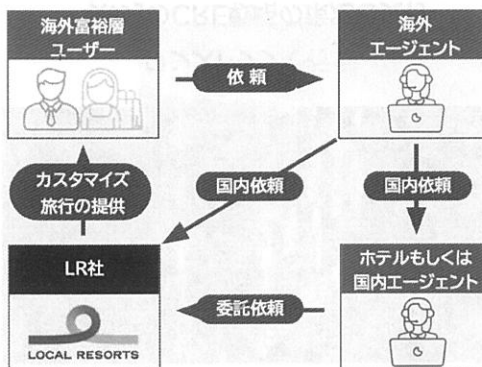 海外富裕層
ユーザー
依頼
海外
エージェント
カスタマイズ
旅行の提供
国内依頼
国内依頼
LR社
LOCAL RESORTS
委託依頼
ホテルもしくは
国内エージェント